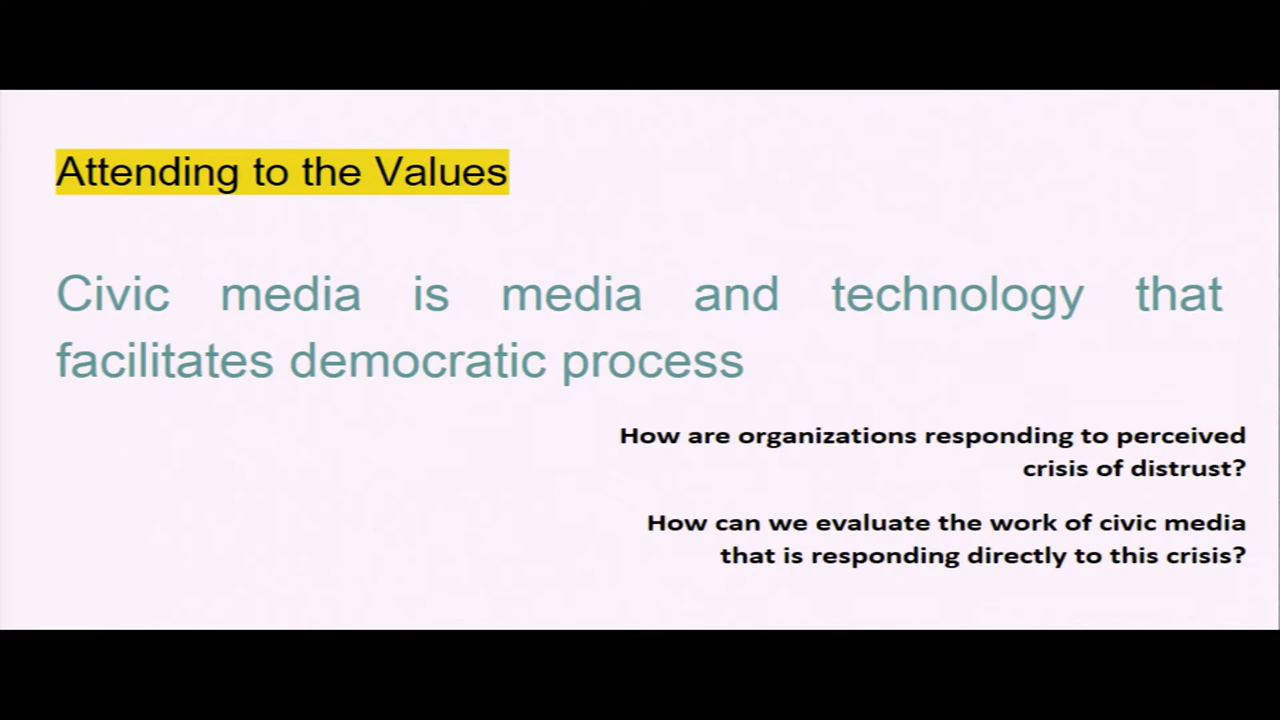 Attending to the Values
Civic media is media and technology that
facilitates democratic process
How are organizations responding to perceived
crisis of distrust?
How can we evaluate the work of civic media
that is responding directly to this crisis?